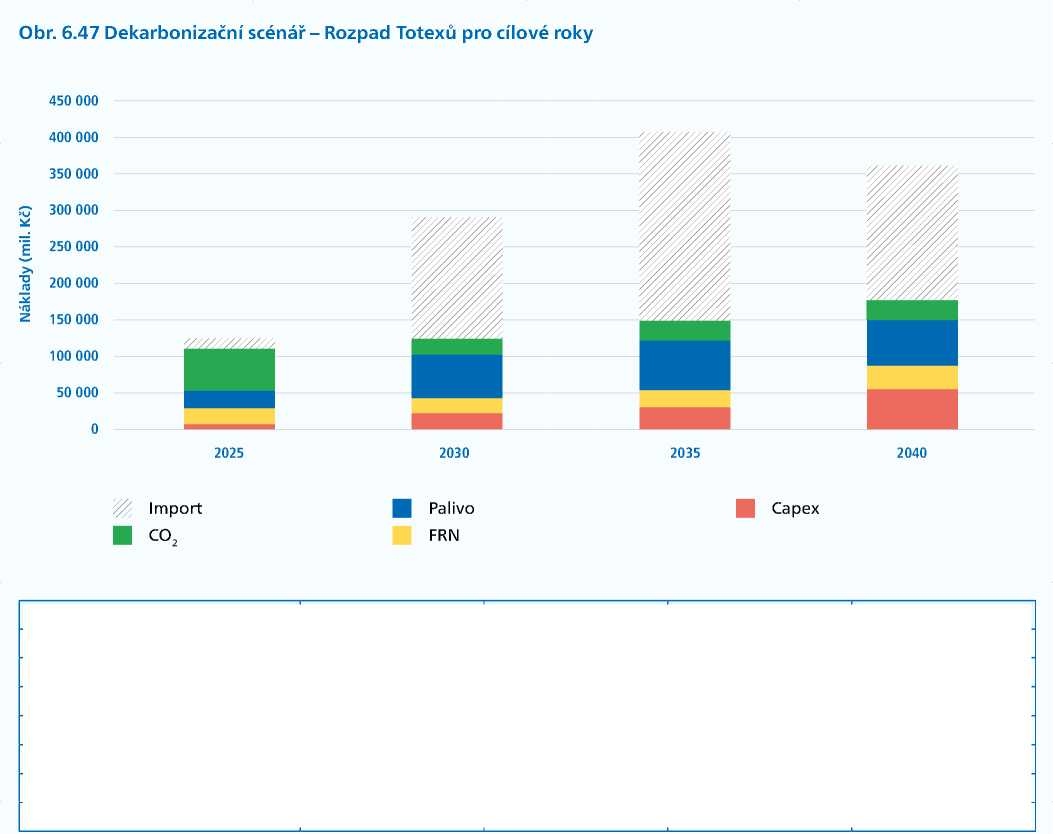 Obr. 6.47 Dekarbonizační scénář – Rozpad Totexů pro cílové roky
Náklady (mil. Kč)
450 000
400 000
350 000
300 000
250 000
200 000
150 000
100 000
50 000
0
2025 2030 2035 2040
Import Palivo Capex
CO₂ FRN